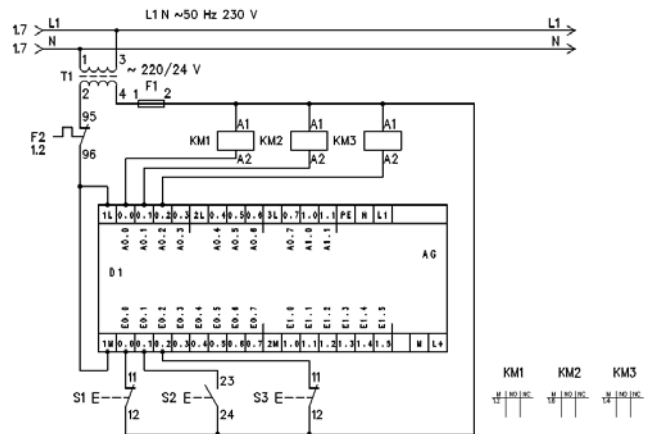 L1 N ~50 Hz 230 V
1.7 L1 L1
1.7 N N
1 3
T1 ~ 220/24 V
2 4 F1
1 2
95
F2
1.2
96
A1 A1 A1
KM1 KM2 KM3
A2 A2 A2
1L 0.0 0.1 0.2 0.3 2L 0.4 0.5 0.6 3L 0.7 1.0 1.1 PE N L1
A0.0 A0.1 A0.2 A0.3 A0.4 A0.5 A0.6 A0.7 A1.0 A1.1
AG
D1
E0.0 E0.1 E0.2 E0.3 E0.4 E0.5 E0.6 E0.7 E1.0 E1.1 E1.2 E1.3 E1.4 E1.5
1M 0.0 0.1 0.2 0.3 0.4 0.5 0.6 0.7 2M 1.0 1.1 1.2 1.3 1.4 1.5 M L+
11 23 11
S1 E S2 E S3 E
12 24 12
KM1 KM2 KM3
M NO NC M NO NC M NO NC